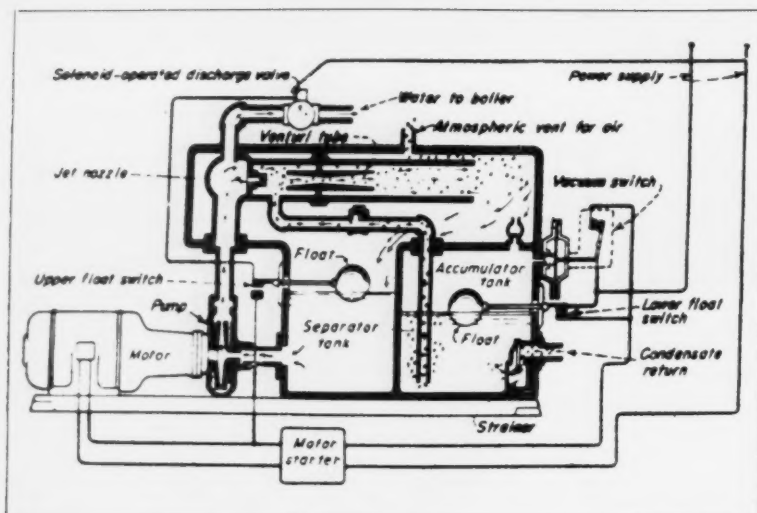 Solenoid-operated discharge valve
Power supply
Water to boiler
Atmospheric vent for air
Venturi tube
Jet nozzle
Vacuum switch
Float
Accumulator
tank
Upper float switch
Pump
Separator
tank
Float
Lower float
switch
Motor
Condensate
return
Strainer
Motor
starter